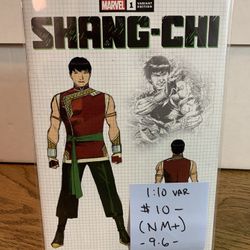 MARVEL 1 VARIANT EDITION
SHANG-CHI
1:10 VAR
$10-
(NM+)
-9.6-